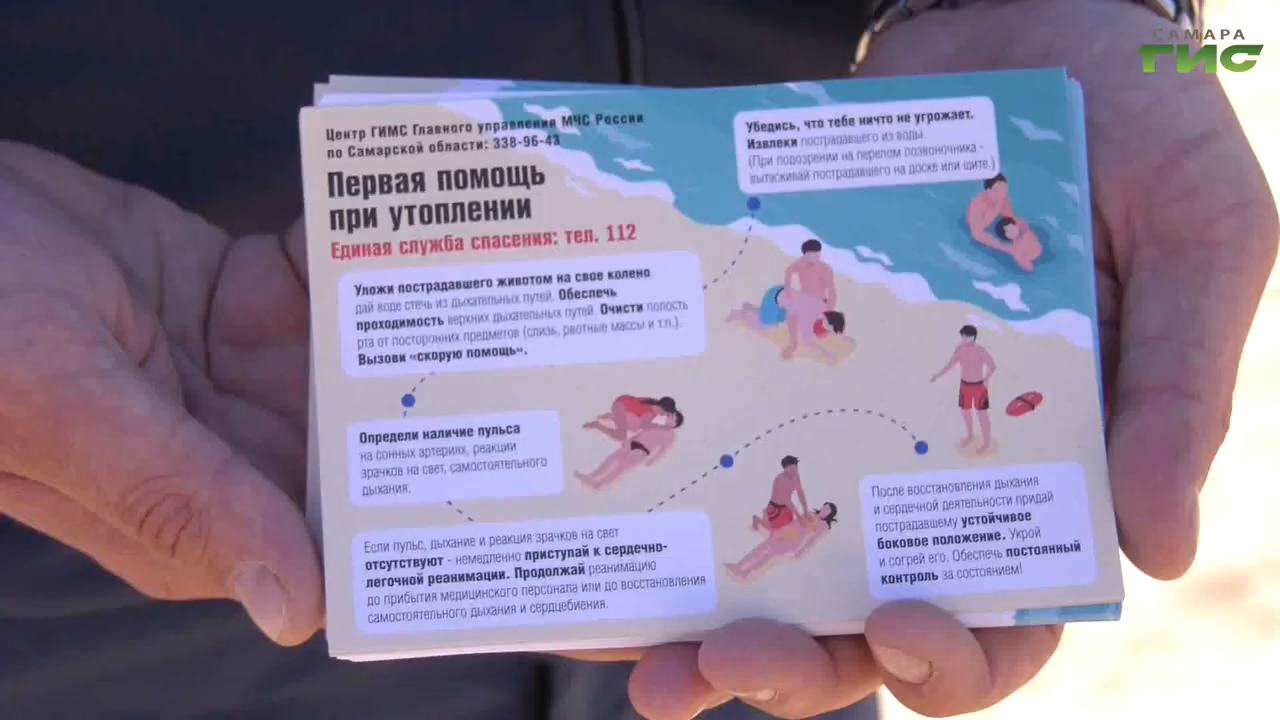 САМАРА
ГИС
Центр ГИМС Главного управления МЧС России
по Самарской области: 338-96-43
Первая помощь
при утоплении
Единая служба спасения: тел. 112
Убедись, что тебе ничто не угрожает.
Извлеки пострадавшего из воды.
(При подозрении на перелом позвоночника -
вытаскивай пострадавшего на доске или щите.)
Уложи пострадавшего животом на свое колено
дай воде стечь из дыхательных путей. Обеспечь
проходимость верхних дыхательных путей. Очисти полость
рта от посторонних предметов (слизь, рвотные массы и т.п.).
Вызови «скорую помощь».
Определи наличие пульса
на сонных артериях, реакции
зрачков на свет, самостоятельного
дыхания.
Если пульс, дыхание и реакция зрачков на свет
отсутствуют - немедленно приступай к сердечно-
легочной реанимации. Продолжай реанимацию
до прибытия медицинского персонала или до восстановления
самостоятельного дыхания и сердцебиения.
После восстановления дыхания
и сердечной деятельности придай
пострадавшему устойчивое
боковое положение. Укрой
и согрей его. Обеспечь постоянный
контроль за состоянием!